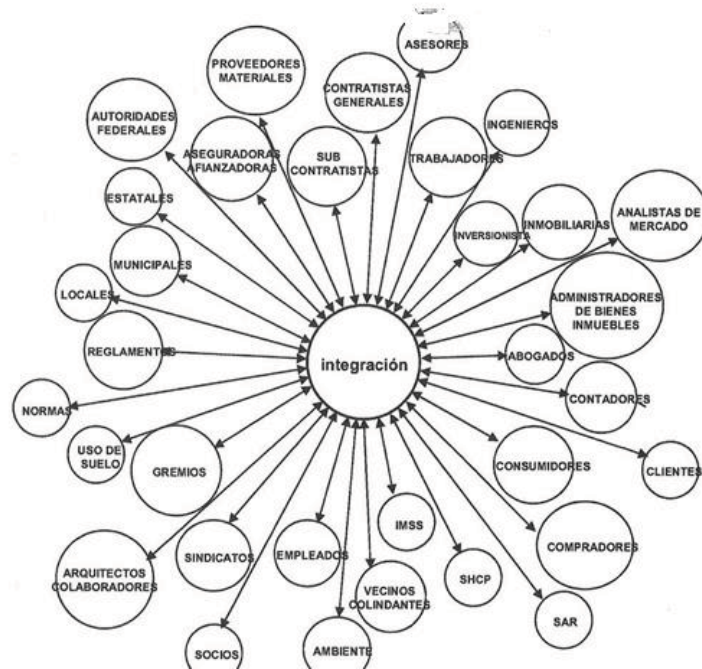 ASESORES
PROVEEDORES
MATERIALES
CONTRATISTAS
GENERALES
AUTORIDADES
FEDERALES
INGENIEROS
ASEGURADORAS
AFIANZADORAS
SUB
CONTRATISTAS
TRABAJADORES
ESTATALES
ANALISTAS DE
MERCADO
INMOBILIARIAS
INVERSIONISTA
MUNICIPALES
LOCALES
ADMINISTRADORES
DE BIENES
INMUEBLES
REGLAMENTOS
integración
ABOGADOS
CONTADORES
NORMAS
USO DE
SUELO
GREMIOS
CONSUMIDORES
CLIENTES
IMSS
COMPRADORES
SINDICATOS
EMPLEADOS
ARQUITECTOS
COLABORADORES
SHCP
VECINOS
COLINDANTES
SAR
SOCIOS
AMBIENTE